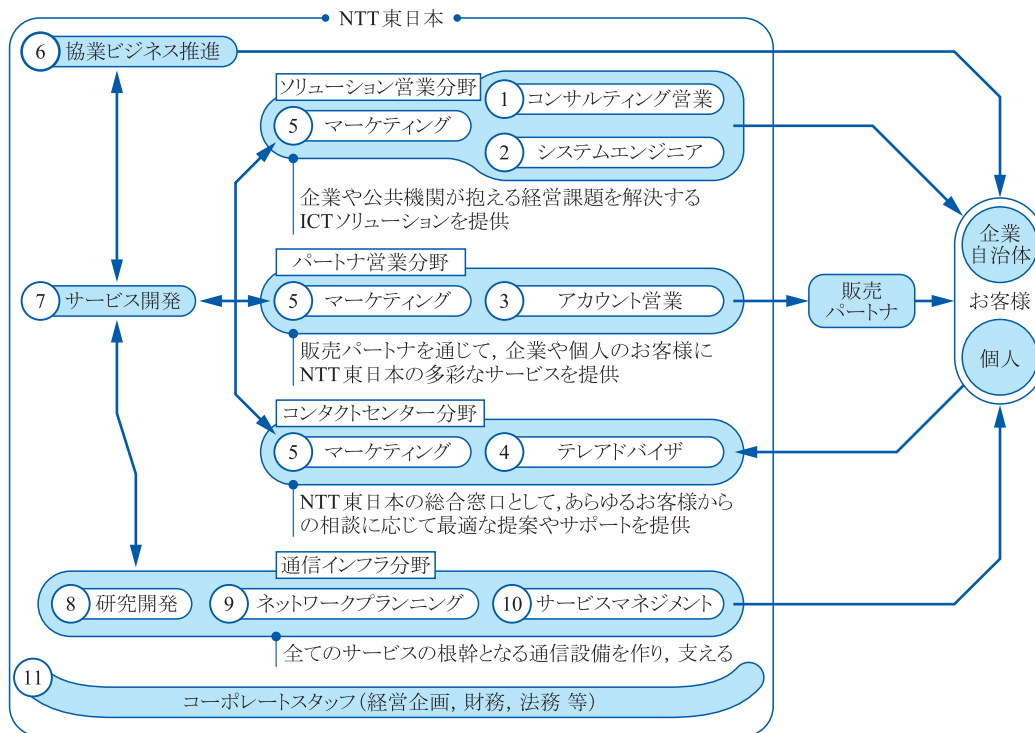 NTT東日本
6 協業ビジネス推進
ソリューション営業分野
1 コンサルティング営業
5 マーケティング
2 システムエンジニア
企業や公共機関が抱える経営課題を解決する
ICTソリューションを提供
企業
自治体
お客様
個人
パートナ営業分野
7 サービス開発
5 マーケティング
3 アカウント営業
販売
パートナ
販売パートナを通じて，企業や個人のお客様に
NTT東日本の多彩なサービスを提供
コンタクトセンター分野
5 マーケティング
4 テレアドバイザ
NTT東日本の総合窓口として，あらゆるお客様から
の相談に応じて最適な提案やサポートを提供
通信インフラ分野
8 研究開発
9 ネットワークプランニング
10 サービスマネジメント
全てのサービスの根幹となる通信設備を作り，支える
11
コーポレートスタッフ（経営企画，財務，法務 等）